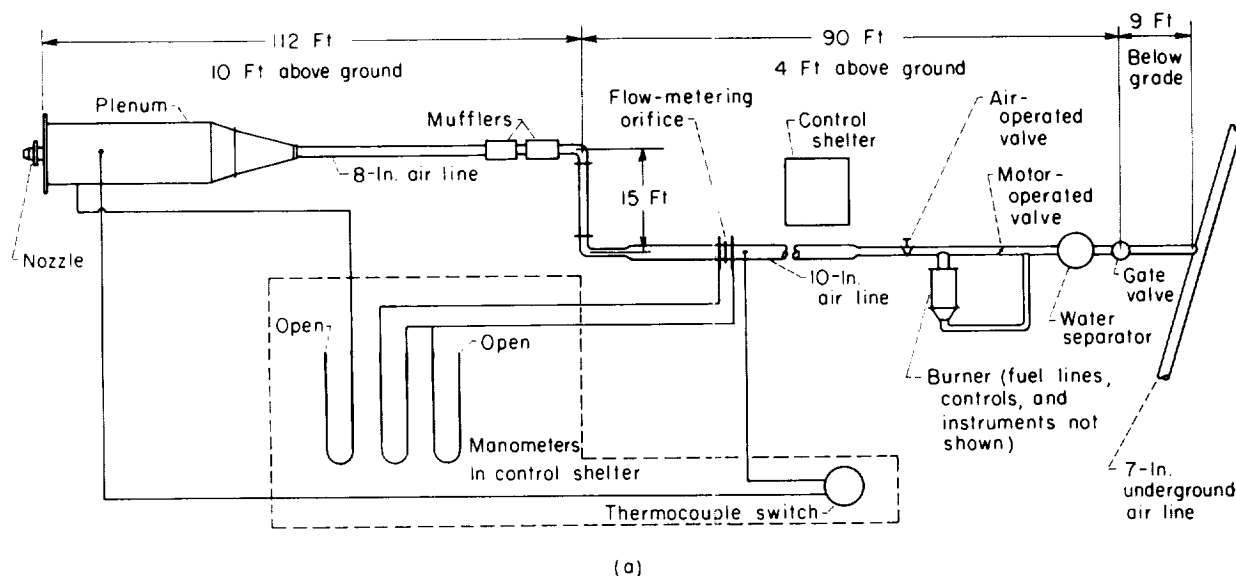 112 Ft
10 Ft above ground
90 Ft
4 Ft above ground
9 Ft
Below
grade
Plenum
Mufflers
Flow-metering
orifice
Control
shelter
Air-
operated
valve
Motor-
operated
valve
8-In. air line
15 Ft
Nozzle
10-In.
air line
Gate
valve
Water
separator
Open
Open
Burner (fuel lines,
controls, and
instruments not
shown)
Manometers
In control shelter
Thermocouple switch
7-In.
underground
air line
(a)